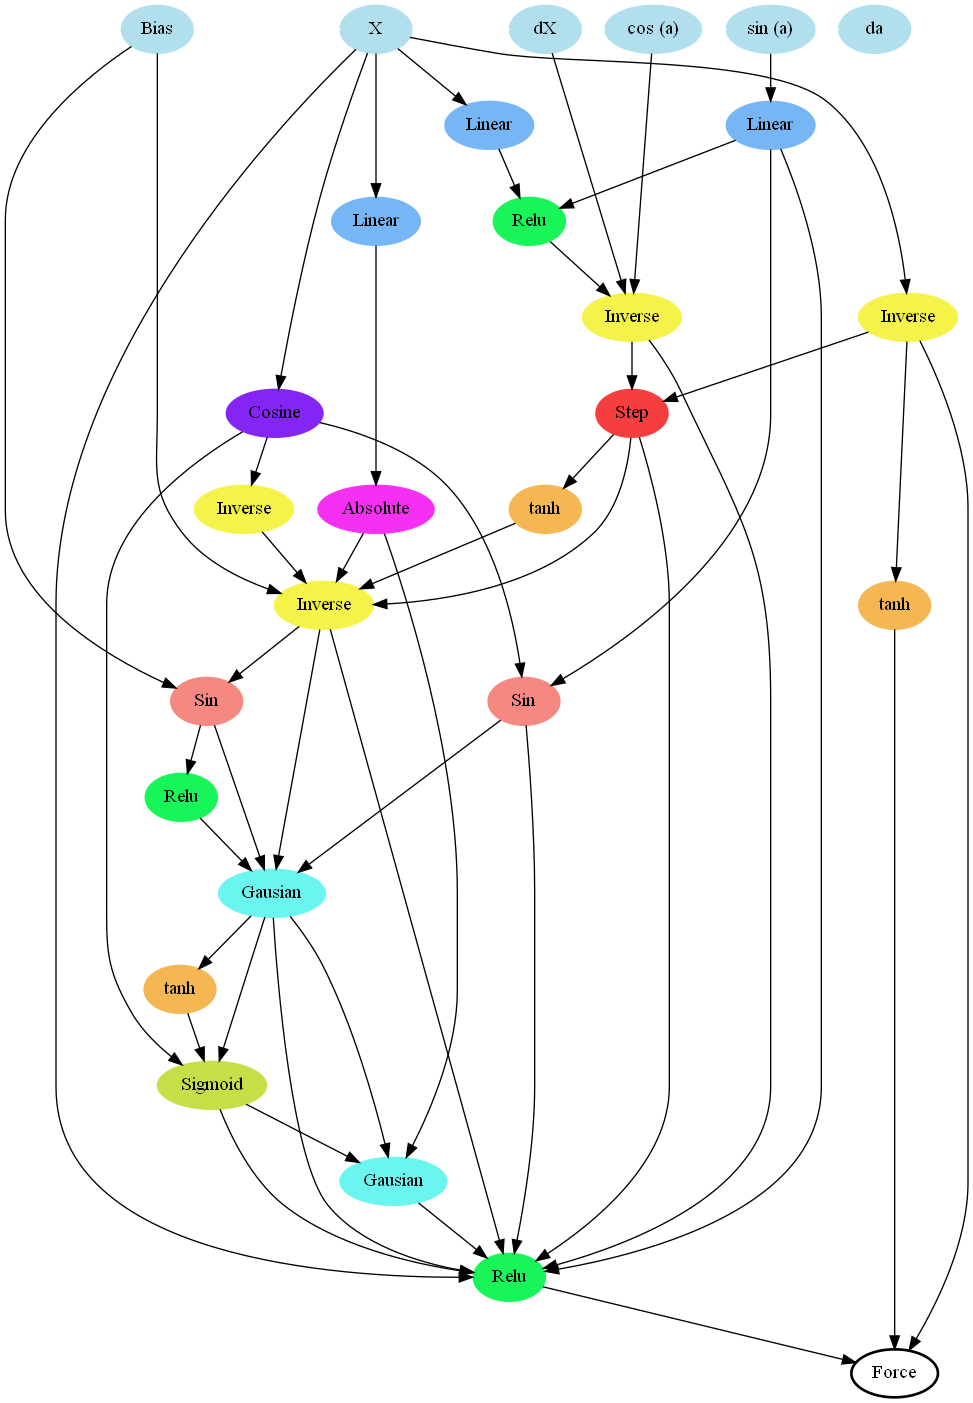 Bias
X
dX
cos (a)
sin (a)
da
Linear
Linear
Linear
Relu
Inverse
Inverse
Cosine
Step
Inverse
Absolute
tanh
Inverse
tanh
Sin
Sin
Relu
Gausian
tanh
Sigmoid
Gausian
Relu
Force